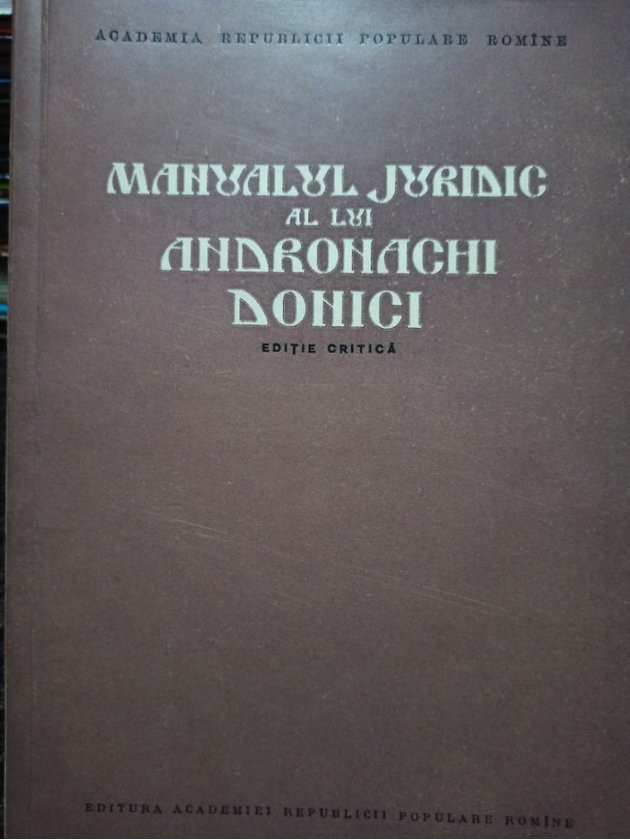 ACADEMIA REPUBLICII POPULARE ROMÎNE
MANUALUL JURIDIC
AL LUI
ANDRONACHI
DONICI
EDIȚIE CRITICĂ
EDITURA ACADEMIEI REPUBLICII POPULARE ROMÎNE